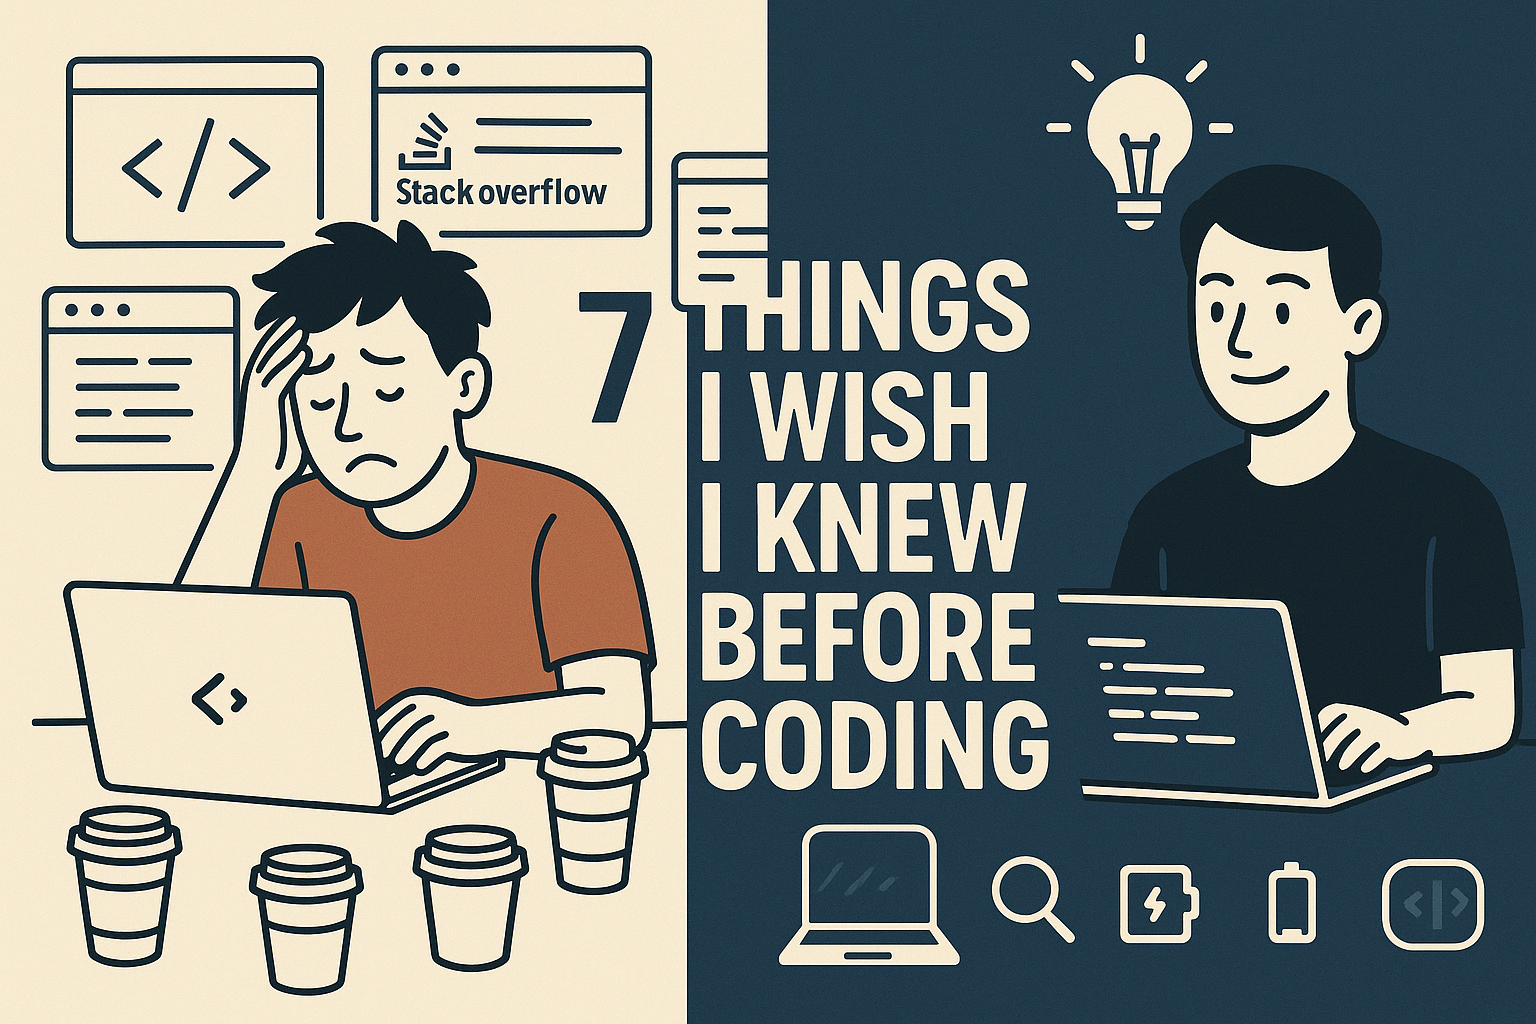 Stack overflow
7 THINGS
I WISH
I KNEW
BEFORE
CODING